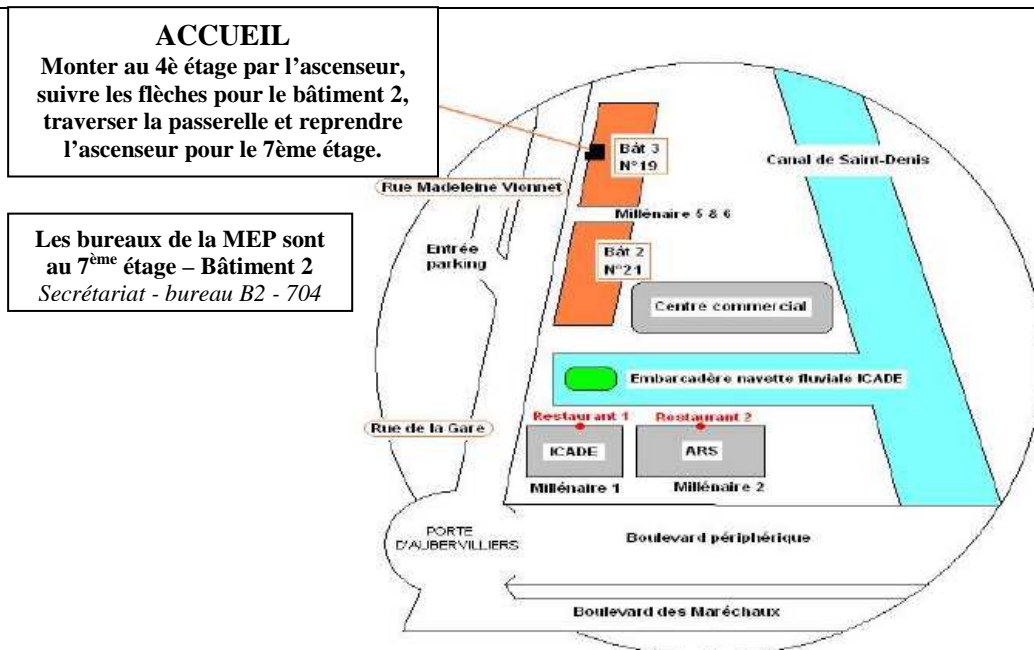 ACCUEIL
Monter au 4è étage par l'ascenseur,
suivre les flèches pour le bâtiment 2,
traverser la passerelle et reprendre
l'ascenseur pour le 7ème étage.
Les bureaux de la MEP sont
au 7ème étage – Bâtiment 2
Secrétariat - bureau B2 - 704
Bât 3
N°19
Canal de Saint-Denis
Rue Madeleine Vionnet
Millénaire 5 & 6
Entrée
parking
Bât 2
N°21
Centre commercial
Embarcadère navette fluviale ICADE
Restaurant 1
Restaurant 2
Rue de la Gare
ICADE
ARS
Millénaire 1
Millénaire 2
PORTE
D'AUBERVILLIERS
Boulevard périphérique
Boulevard des Maréchaux